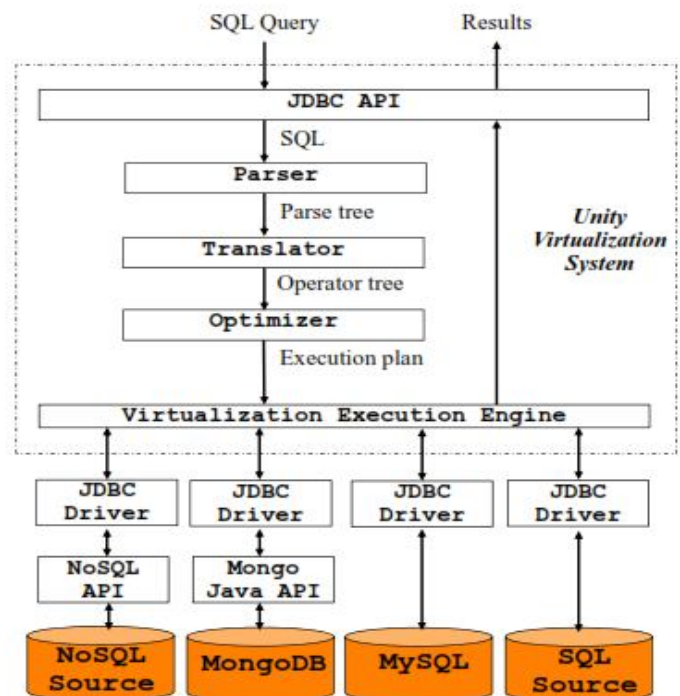 SQL Query
Results
JDBC API
SQL
Parser
Parse tree
Translator
Operator tree
Optimizer
Execution plan
Unity
Virtualization
System
Virtualization Execution Engine
JDBC
Driver
JDBC
Driver
JDBC
Driver
JDBC
Driver
NoSQL
API
Mongo
Java API
NoSQL
Source
MongoDB
MySQL
SQL
Source